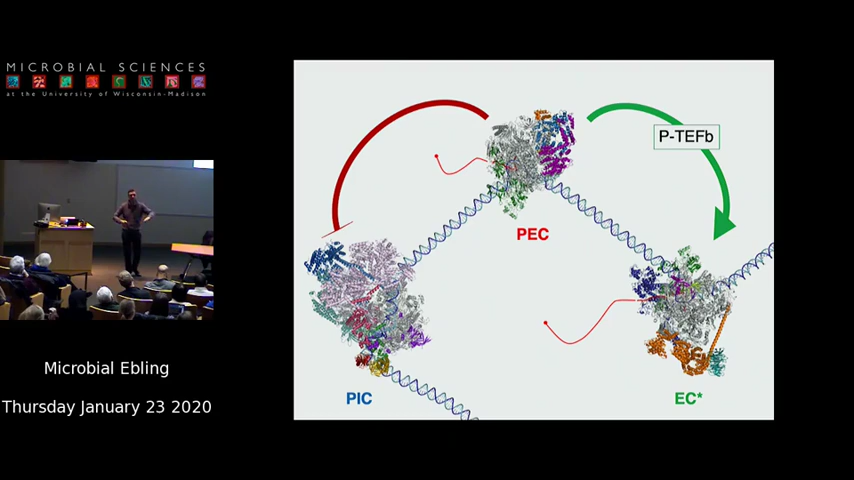 MICROBIAL SCIENCES
at the University of Wisconsin-Madison
Microbial Ebling
Thursday January 23 2020
P-TEFb
PEC
PIC
EC*